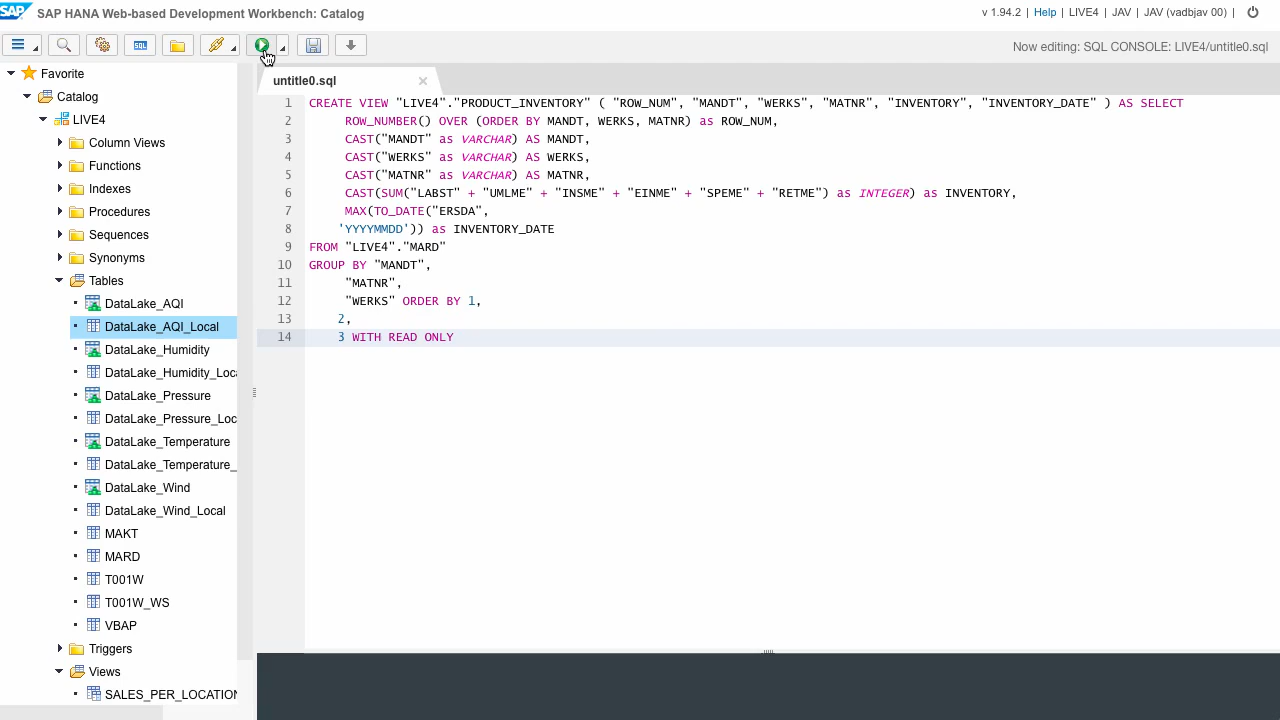 SAP SAP HANA Web-based Development Workbench: Catalog
v 1.94.2 | Help | LIVE4 | JAV | JAV (vadbjav 00) |
SQL
Now editing: SQL CONSOLE: LIVE4/untitle0.sql
Favorite
Catalog
LIVE4
Column Views
Functions
Indexes
Procedures
Sequences
Synonyms
Tables
DataLake_AQI
DataLake_AQI_Local
DataLake_Humidity
DataLake_Humidity_Loca
DataLake_Pressure
DataLake_Pressure_Loc
DataLake_Temperature
DataLake_Temperature_
DataLake_Wind
DataLake_Wind_Local
MAKT
MARD
T001W
T001W_WS
VBAP
Triggers
Views
SALES_PER_LOCATION
untitle0.sql
1 CREATE VIEW "LIVE4"."PRODUCT_INVENTORY" ( "ROW_NUM", "MANDT", "WERKS", "MATNR", "INVENTORY", "INVENTORY_DATE" ) AS SELECT
2 ROW_NUMBER() OVER (ORDER BY MANDT, WERKS, MATNR) as ROW_NUM,
3 CAST("MANDT" as VARCHAR) AS MANDT,
4 CAST("WERKS" as VARCHAR) AS WERKS,
5 CAST("MATNR" as VARCHAR) AS MATNR,
6 CAST(SUM("LABST" + "UMLME" + "INSME" + "EINME" + "SPEME" + "RETME") as INTEGER) as INVENTORY,
7 MAX(TO_DATE("ERSDA",
8 'YYYYMMDD')) as INVENTORY_DATE
9 FROM "LIVE4"."MARD"
10 GROUP BY "MANDT",
11 "MATNR",
12 "WERKS" ORDER BY 1,
13 2,
14 3 WITH READ ONLY